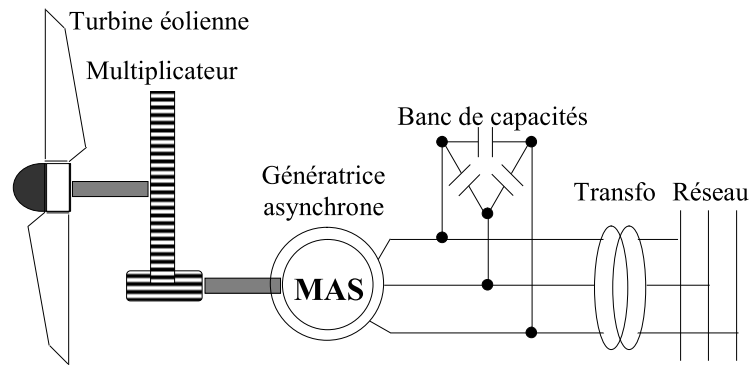 Turbine éolienne
Multiplicateur
Banc de capacités
Génératrice
asynchrone
Transfo
Réseau
MAS